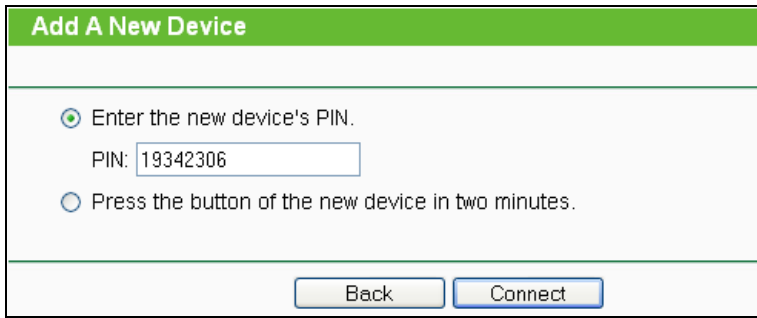 Add A New Device
Enter the new device's PIN.
PIN: 19342306
Press the button of the new device in two minutes.
Back Connect